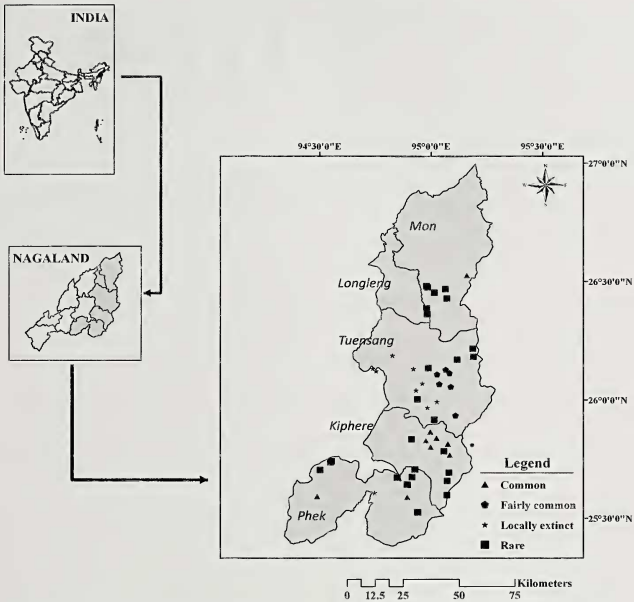 INDIA
NAGALAND
94°30'0"E 95°0'0"E 95°30'0"E
27°0'0"N
26°30'0"N
26°0'0"N
25°30'0"N
N
Mon
Longleng
Tuensang
Kiphere
Phek
Legend
Common
Fairly common
Locally extinct
Rare
Kilometers
0 12.5 25 50 75